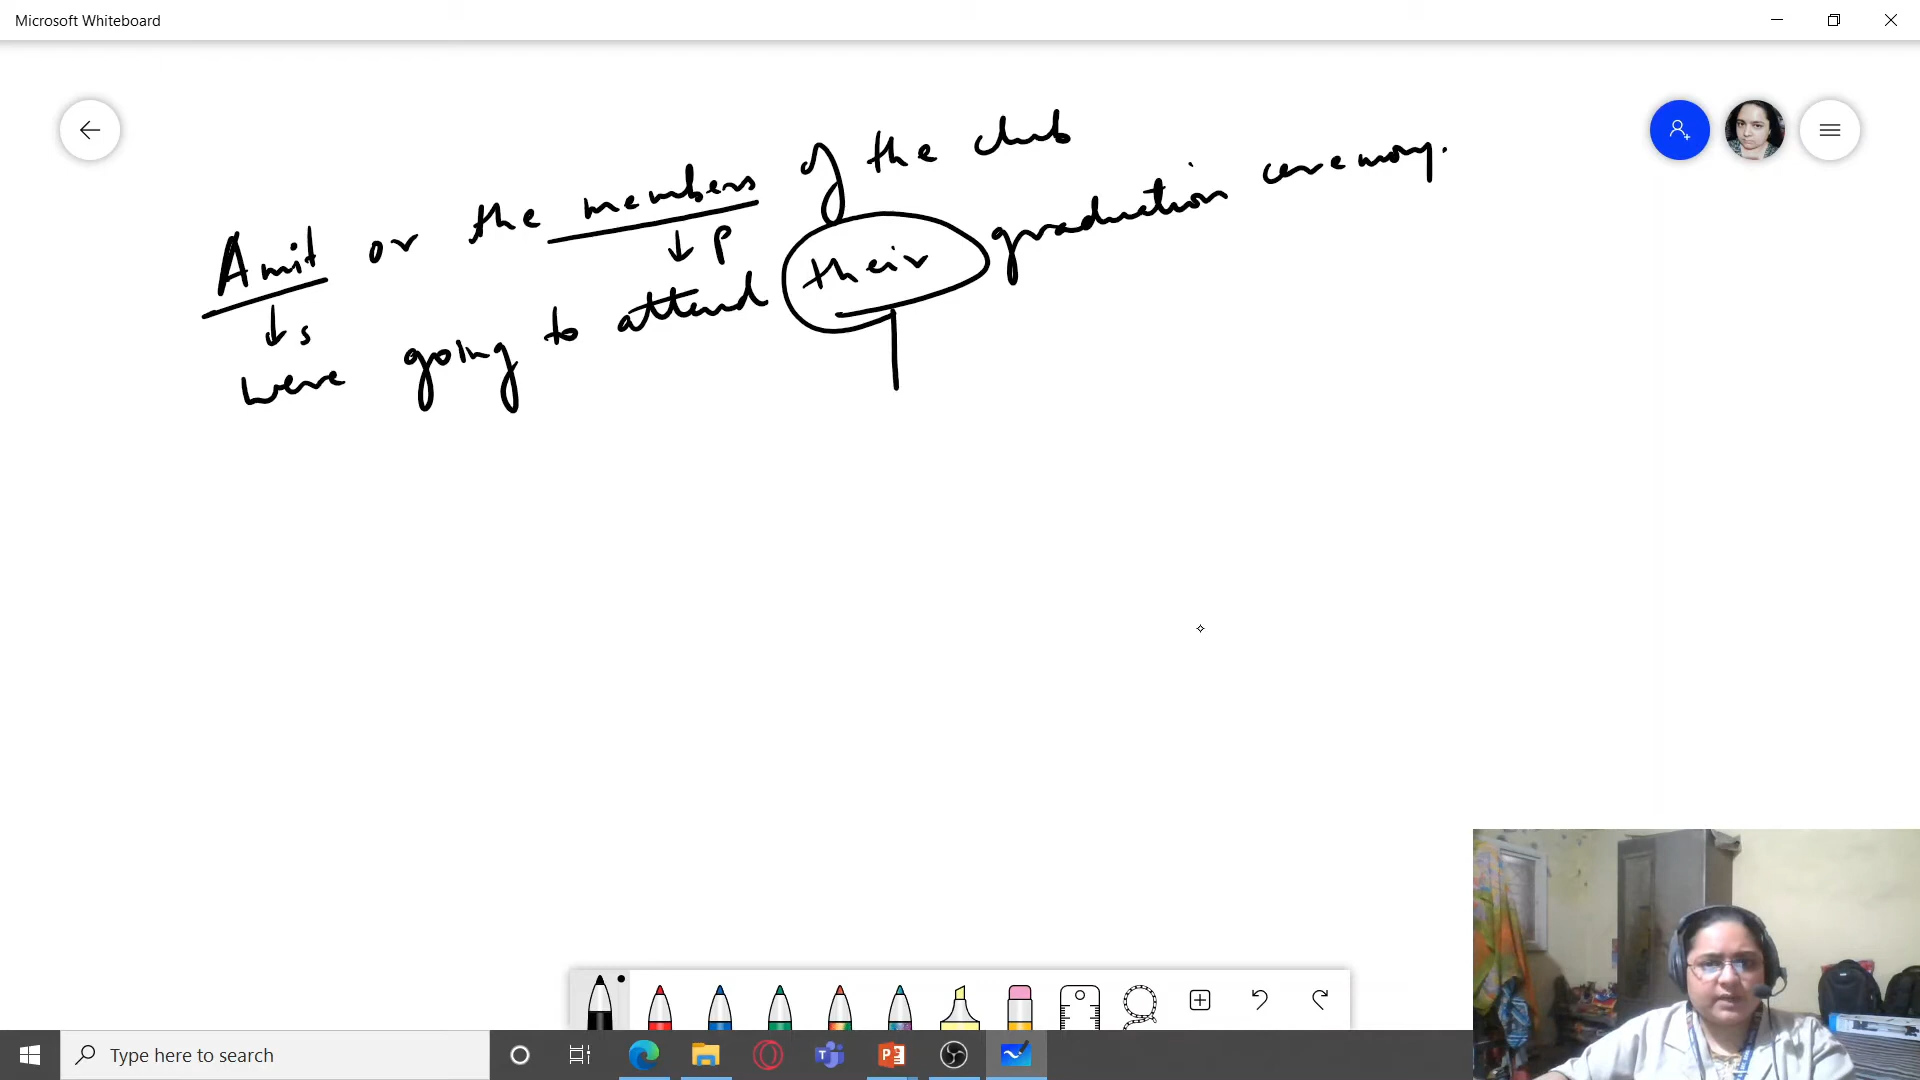 Microsoft Whiteboard
Amit or the members of the club
↓ s
↓ P
were going to attend their graduction ceremony.
Type here to search